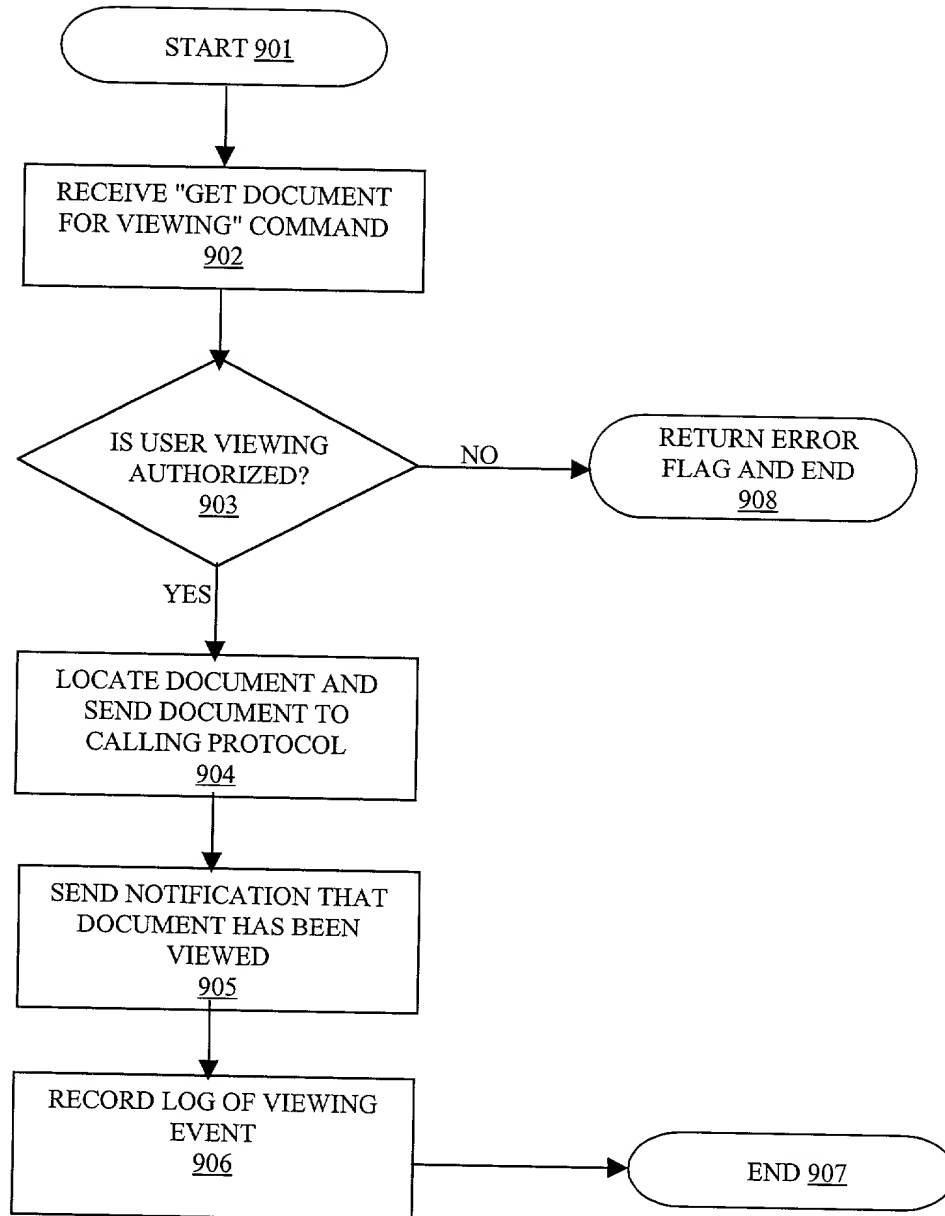 START 901
RECEIVE "GET DOCUMENT
FOR VIEWING" COMMAND
902
IS USER VIEWING
AUTHORIZED?
903
NO
RETURN ERROR
FLAG AND END
908
YES
LOCATE DOCUMENT AND
SEND DOCUMENT TO
CALLING PROTOCOL
904
SEND NOTIFICATION THAT
DOCUMENT HAS BEEN
VIEWED
905
RECORD LOG OF VIEWING
EVENT
906
END 907